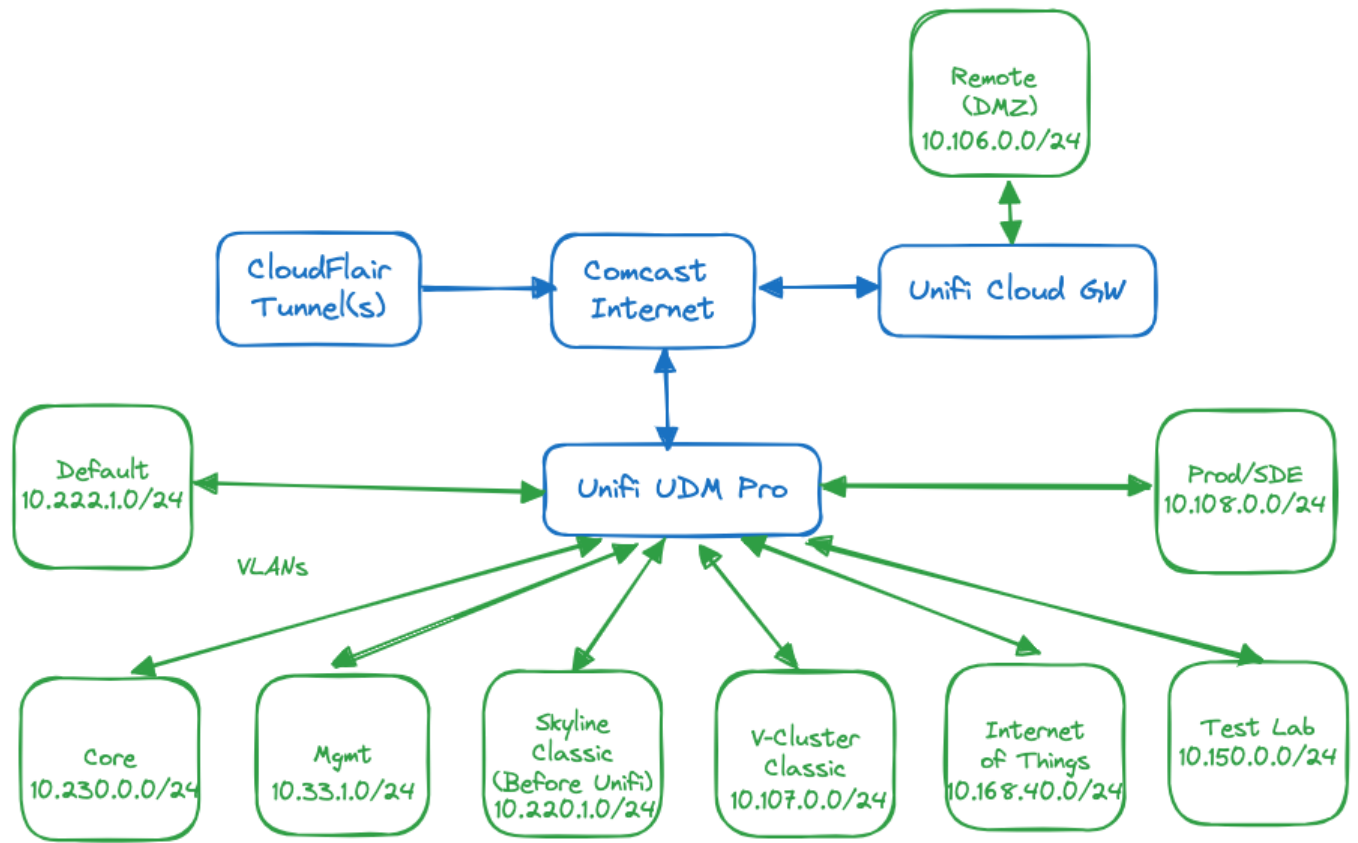 Remote
(DMZ)
10.106.0.0/24
CloudFlair
Tunnel(s)
Comcast
Internet
Unifi Cloud GW
Default
10.222.1.0/24
Unifi UDM Pro
Prod/SDE
10.108.0.0/24
VLANs
Core
10.230.0.0/24
Mgmt
10.33.1.0/24
Skyline
Classic
(Before Unifi)
10.220.1.0/24
V-Cluster
Classic
10.107.0.0/24
Internet
of Things
10.168.40.0/24
Test Lab
10.150.0.0/24